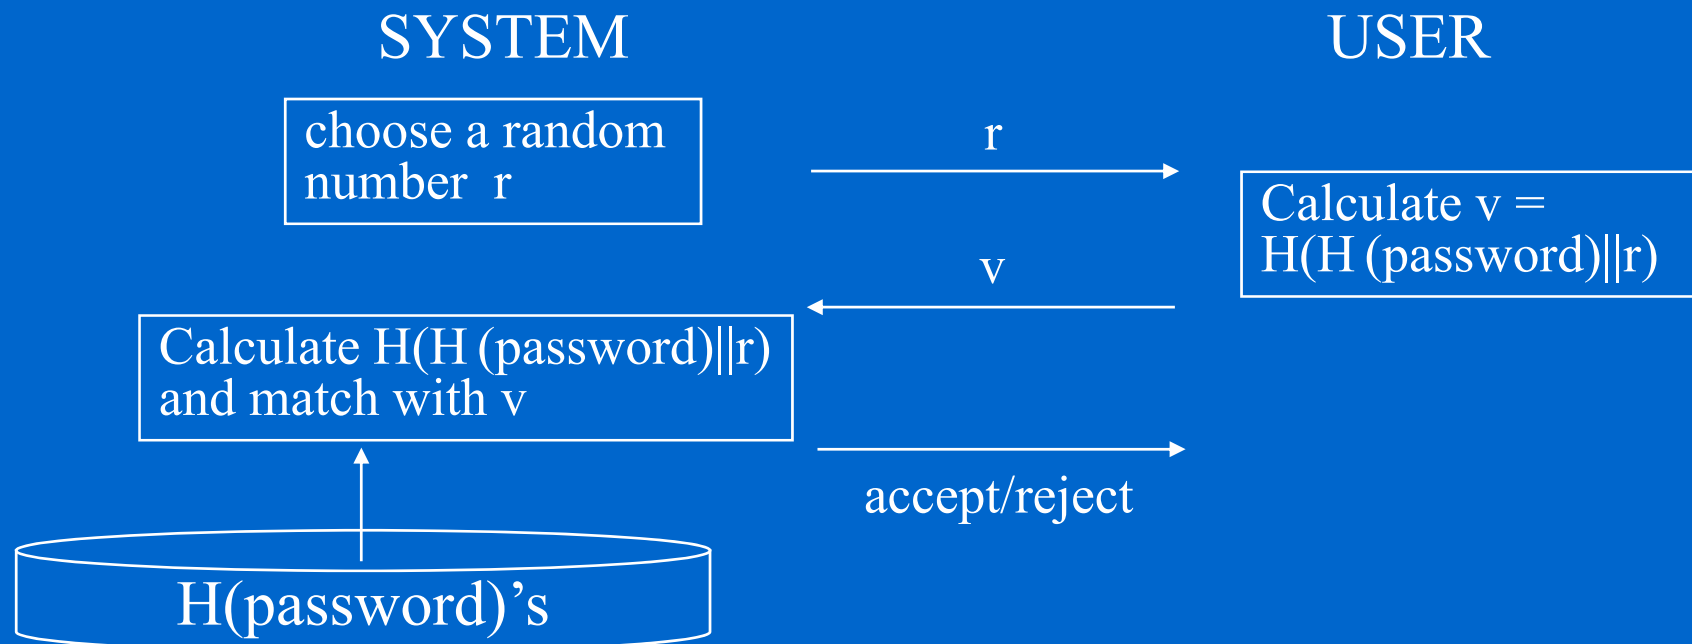 SYSTEM
USER
choose a random
number r
r
Calculate v =
H(H (password)||r)
v
Calculate H(H (password)||r)
and match with v
accept/reject
H(password)’s